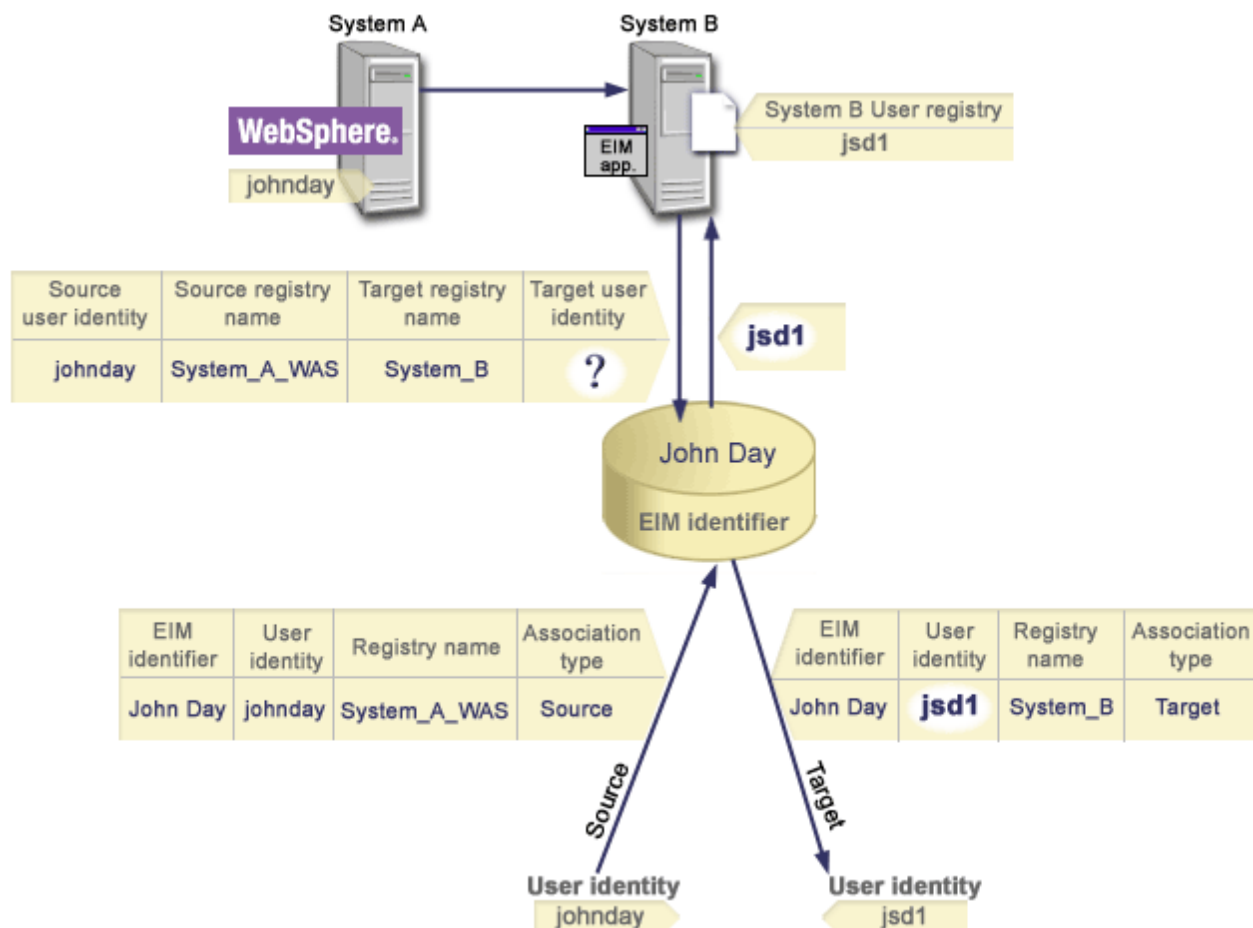 System A
System B
WebSphere.
johnday
EIM
app.
System B User registry
jsd1
Source
user identity
Source registry
name
Target registry
name
Target user
identity
johnday
System_A_WAS
System_B
?
jsd1
John Day
EIM identifier
EIM
identifier
User
identity
Registry name
Association
type
John Day
johnday
System_A_WAS
Source
EIM
identifier
User
identity
Registry
name
Association
type
John Day
jsd1
System_B
Target
Source
Target
User identity
johnday
User identity
jsd1